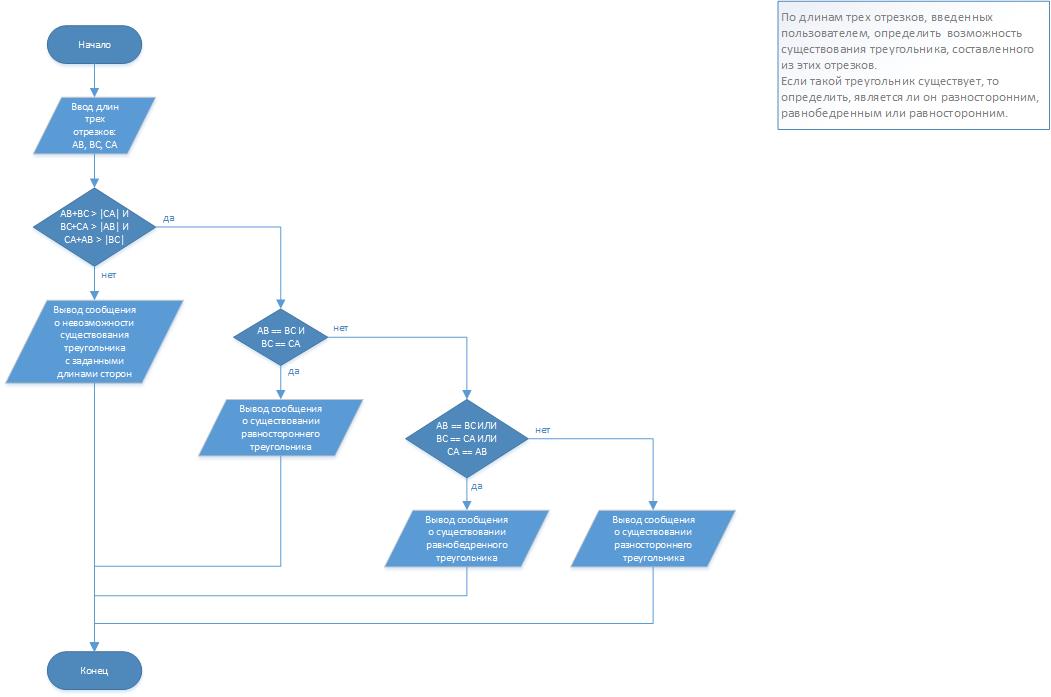 По длинам трех отрезков, введенных
пользователем, определить возможность
существования треугольника, составленного
из этих отрезков.
Если такой треугольник существует, то
определить, является ли он разносторонним,
равнобедренным или равносторонним.
Начало
Ввод длин
трех
отрезков:
AB, BC, CA
AB+BC > |CA| И
BC+CA > |AB| И
CA+AB > |BC|
да
нет
Вывод сообщения
о невозможности
существования
треугольника
с заданными
длинами сторон
AB == BC И
BC == CA
нет
да
Вывод сообщения
о существовании
равностороннего
треугольника
AB == BC ИЛИ
BC == CA ИЛИ
CA == AB
нет
да
Вывод сообщения
о существовании
равнобедренного
треугольника
Вывод сообщения
о существовании
разностороннего
треугольника
Конец